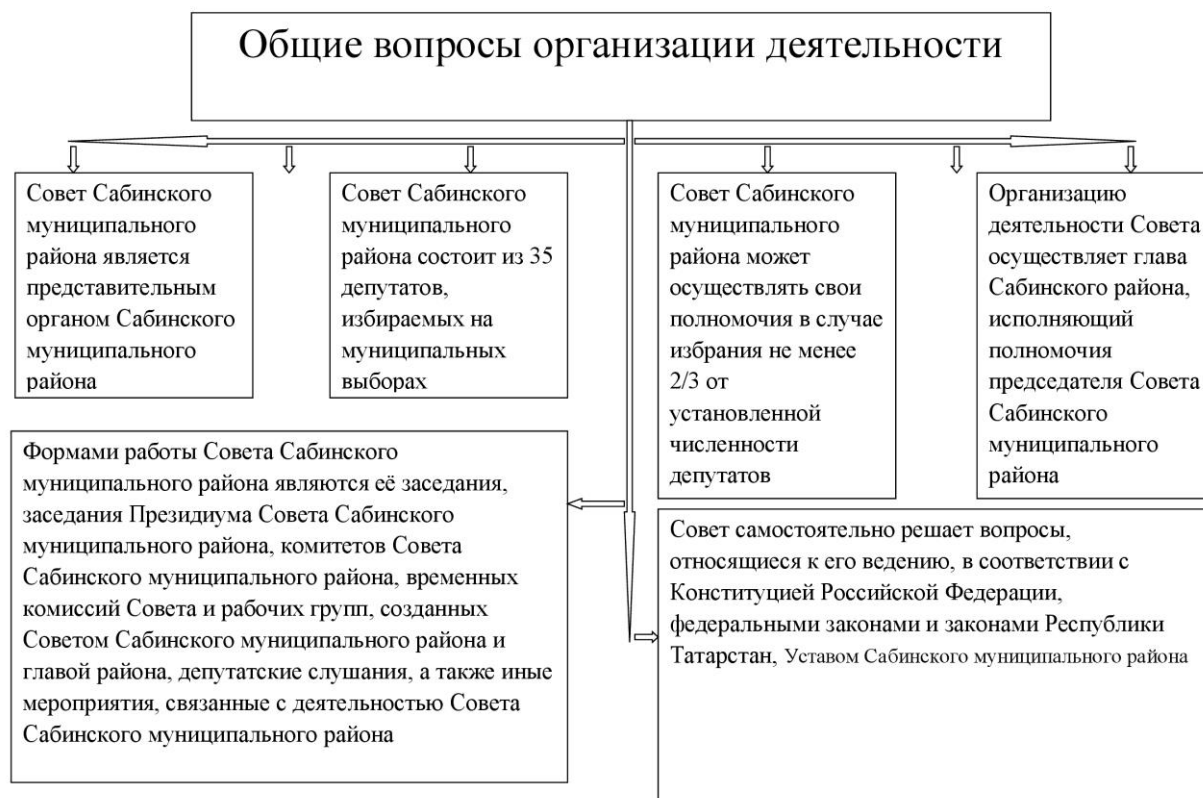 Общие вопросы организации деятельности
Совет Сабинского
муниципального
района является
представительным
органом Сабинского
муниципального
района
Совет Сабинского
муниципального
района состоит из 35
депутатов,
избираемых на
муниципальных
выборах
Совет Сабинского
муниципального
района может
осуществлять свои
полномочия в случае
избрания не менее
2/3 от
установленной
численности
депутатов
Организацию
деятельности Совета
осуществляет глава
Сабинского района,
исполняющий
полномочия
председателя Совета
Сабинского
муниципального
района
Формами работы Совета Сабинского
муниципального района являются её заседания,
заседания Президиума Совета Сабинского
муниципального района, комитетов Совета
Сабинского муниципального района, временных
комиссий Совета и рабочих групп, созданных
Советом Сабинского муниципального района и
главой района, депутатские слушания, а также иные
мероприятия, связанные с деятельностью Совета
Сабинского муниципального района
Совет самостоятельно решает вопросы,
относящиеся к его ведению, в соответствии с
Конституцией Российской Федерации,
федеральными законами и законами Республики
Татарстан, Уставом Сабинского муниципального района